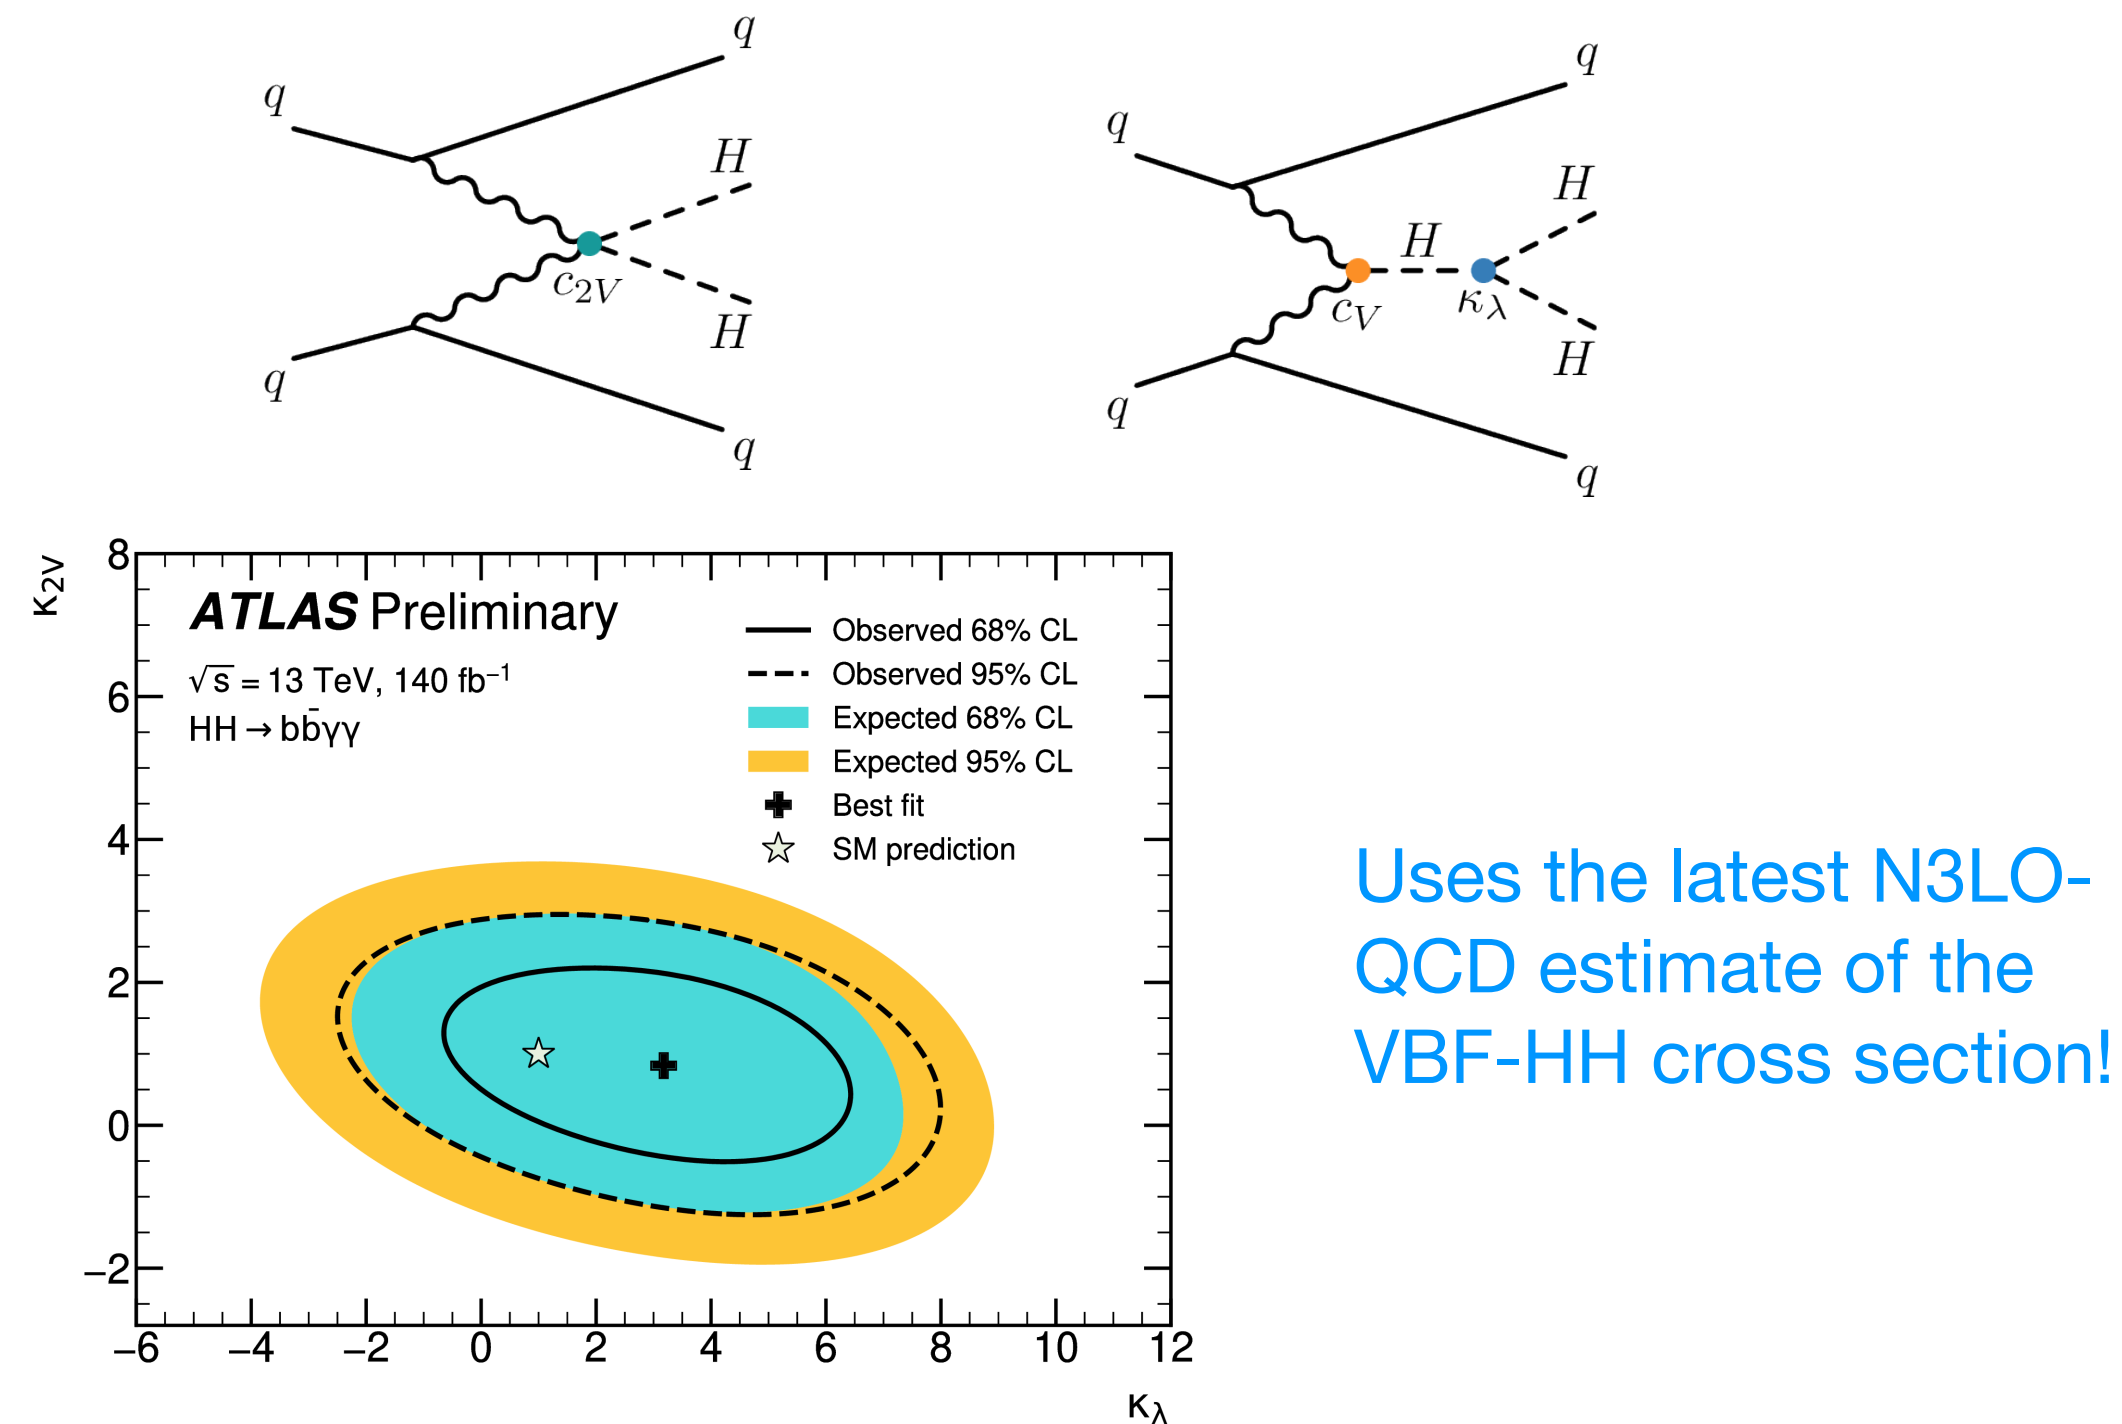 q
q
H
c2V
H
q
q
q
q
H
H
cV
κλ
H
q
q
κ2V
8
6
4
2
0
−2
ATLAS Preliminary
√s = 13 TeV, 140 fb−1
HH → bb̄γγ
Observed 68% CL
Observed 95% CL
Expected 68% CL
Expected 95% CL
Best fit
SM prediction
−6 −4 −2 0 2 4 6 8 10 12
κλ
Uses the latest N3LO-
QCD estimate of the
VBF-HH cross section!